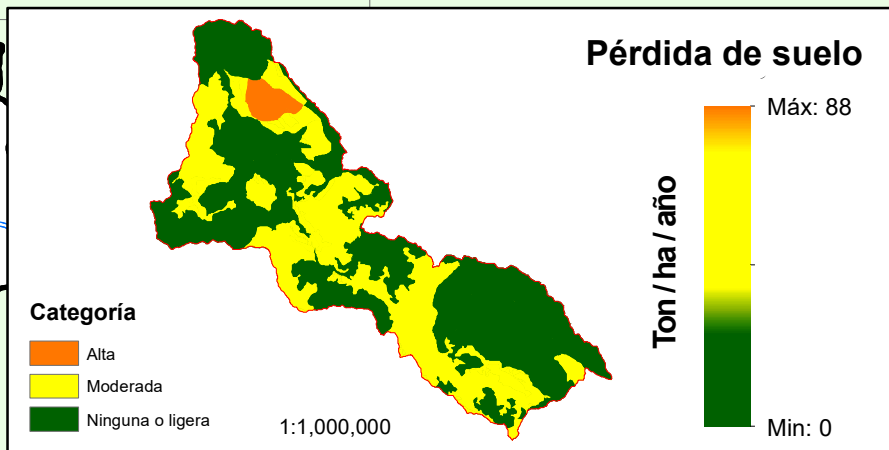 Pérdida de suelo
Máx: 88
Ton / ha / año
Min: 0
Categoría
Alta
Moderada
Ninguna o ligera
1:1,000,000